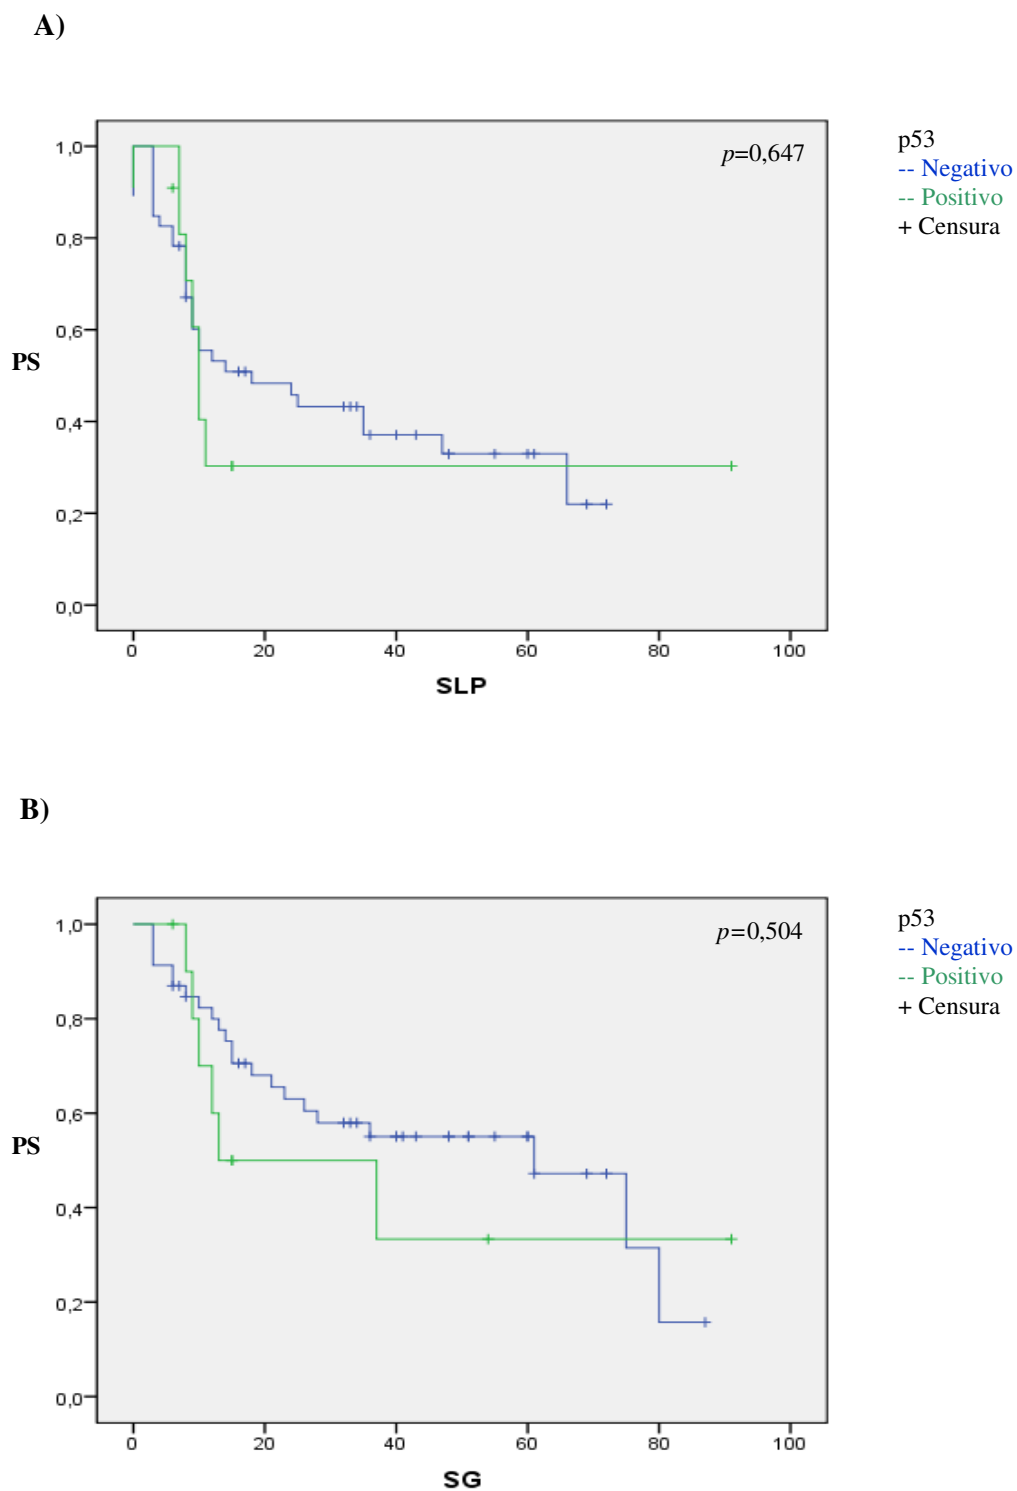 A)
p=0,647
p53
-- Negativo
-- Positivo
+ Censura
1,0
0,8
0,6
PS
0,4
0,2
0,0
0 20 40 60 80 100
SLP
B)
p=0,504
p53
-- Negativo
-- Positivo
+ Censura
1,0
0,8
0,6
PS
0,4
0,2
0,0
0 20 40 60 80 100
SG